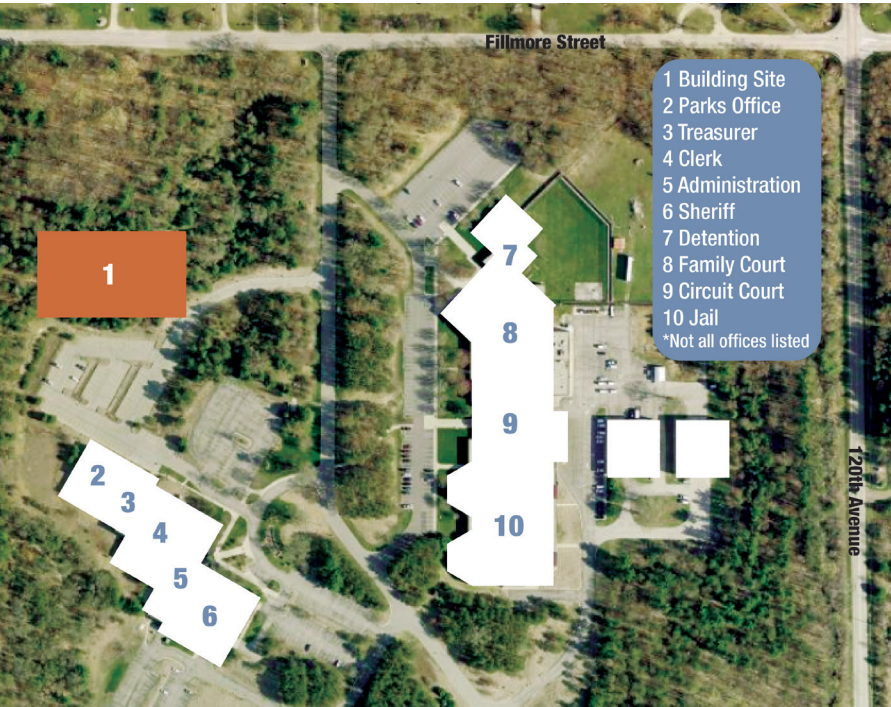 Fillmore Street
1 Building Site
2 Parks Office
3 Treasurer
4 Clerk
5 Administration
6 Sheriff
7 Detention
8 Family Court
9 Circuit Court
10 Jail
*Not all offices listed
1
7
8
9
10
2
3
4
5
6
120th Avenue